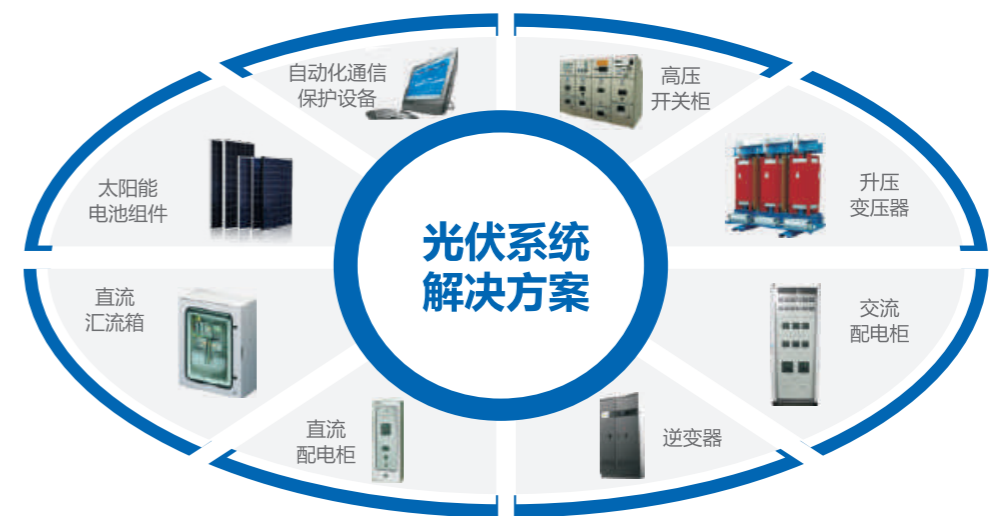 自动化通信
保护设备
高压
开关柜
太阳能
电池组件
升压
变压器
光伏系统
解决方案
直流
汇流箱
交流
配电柜
直流
配电柜
逆变器